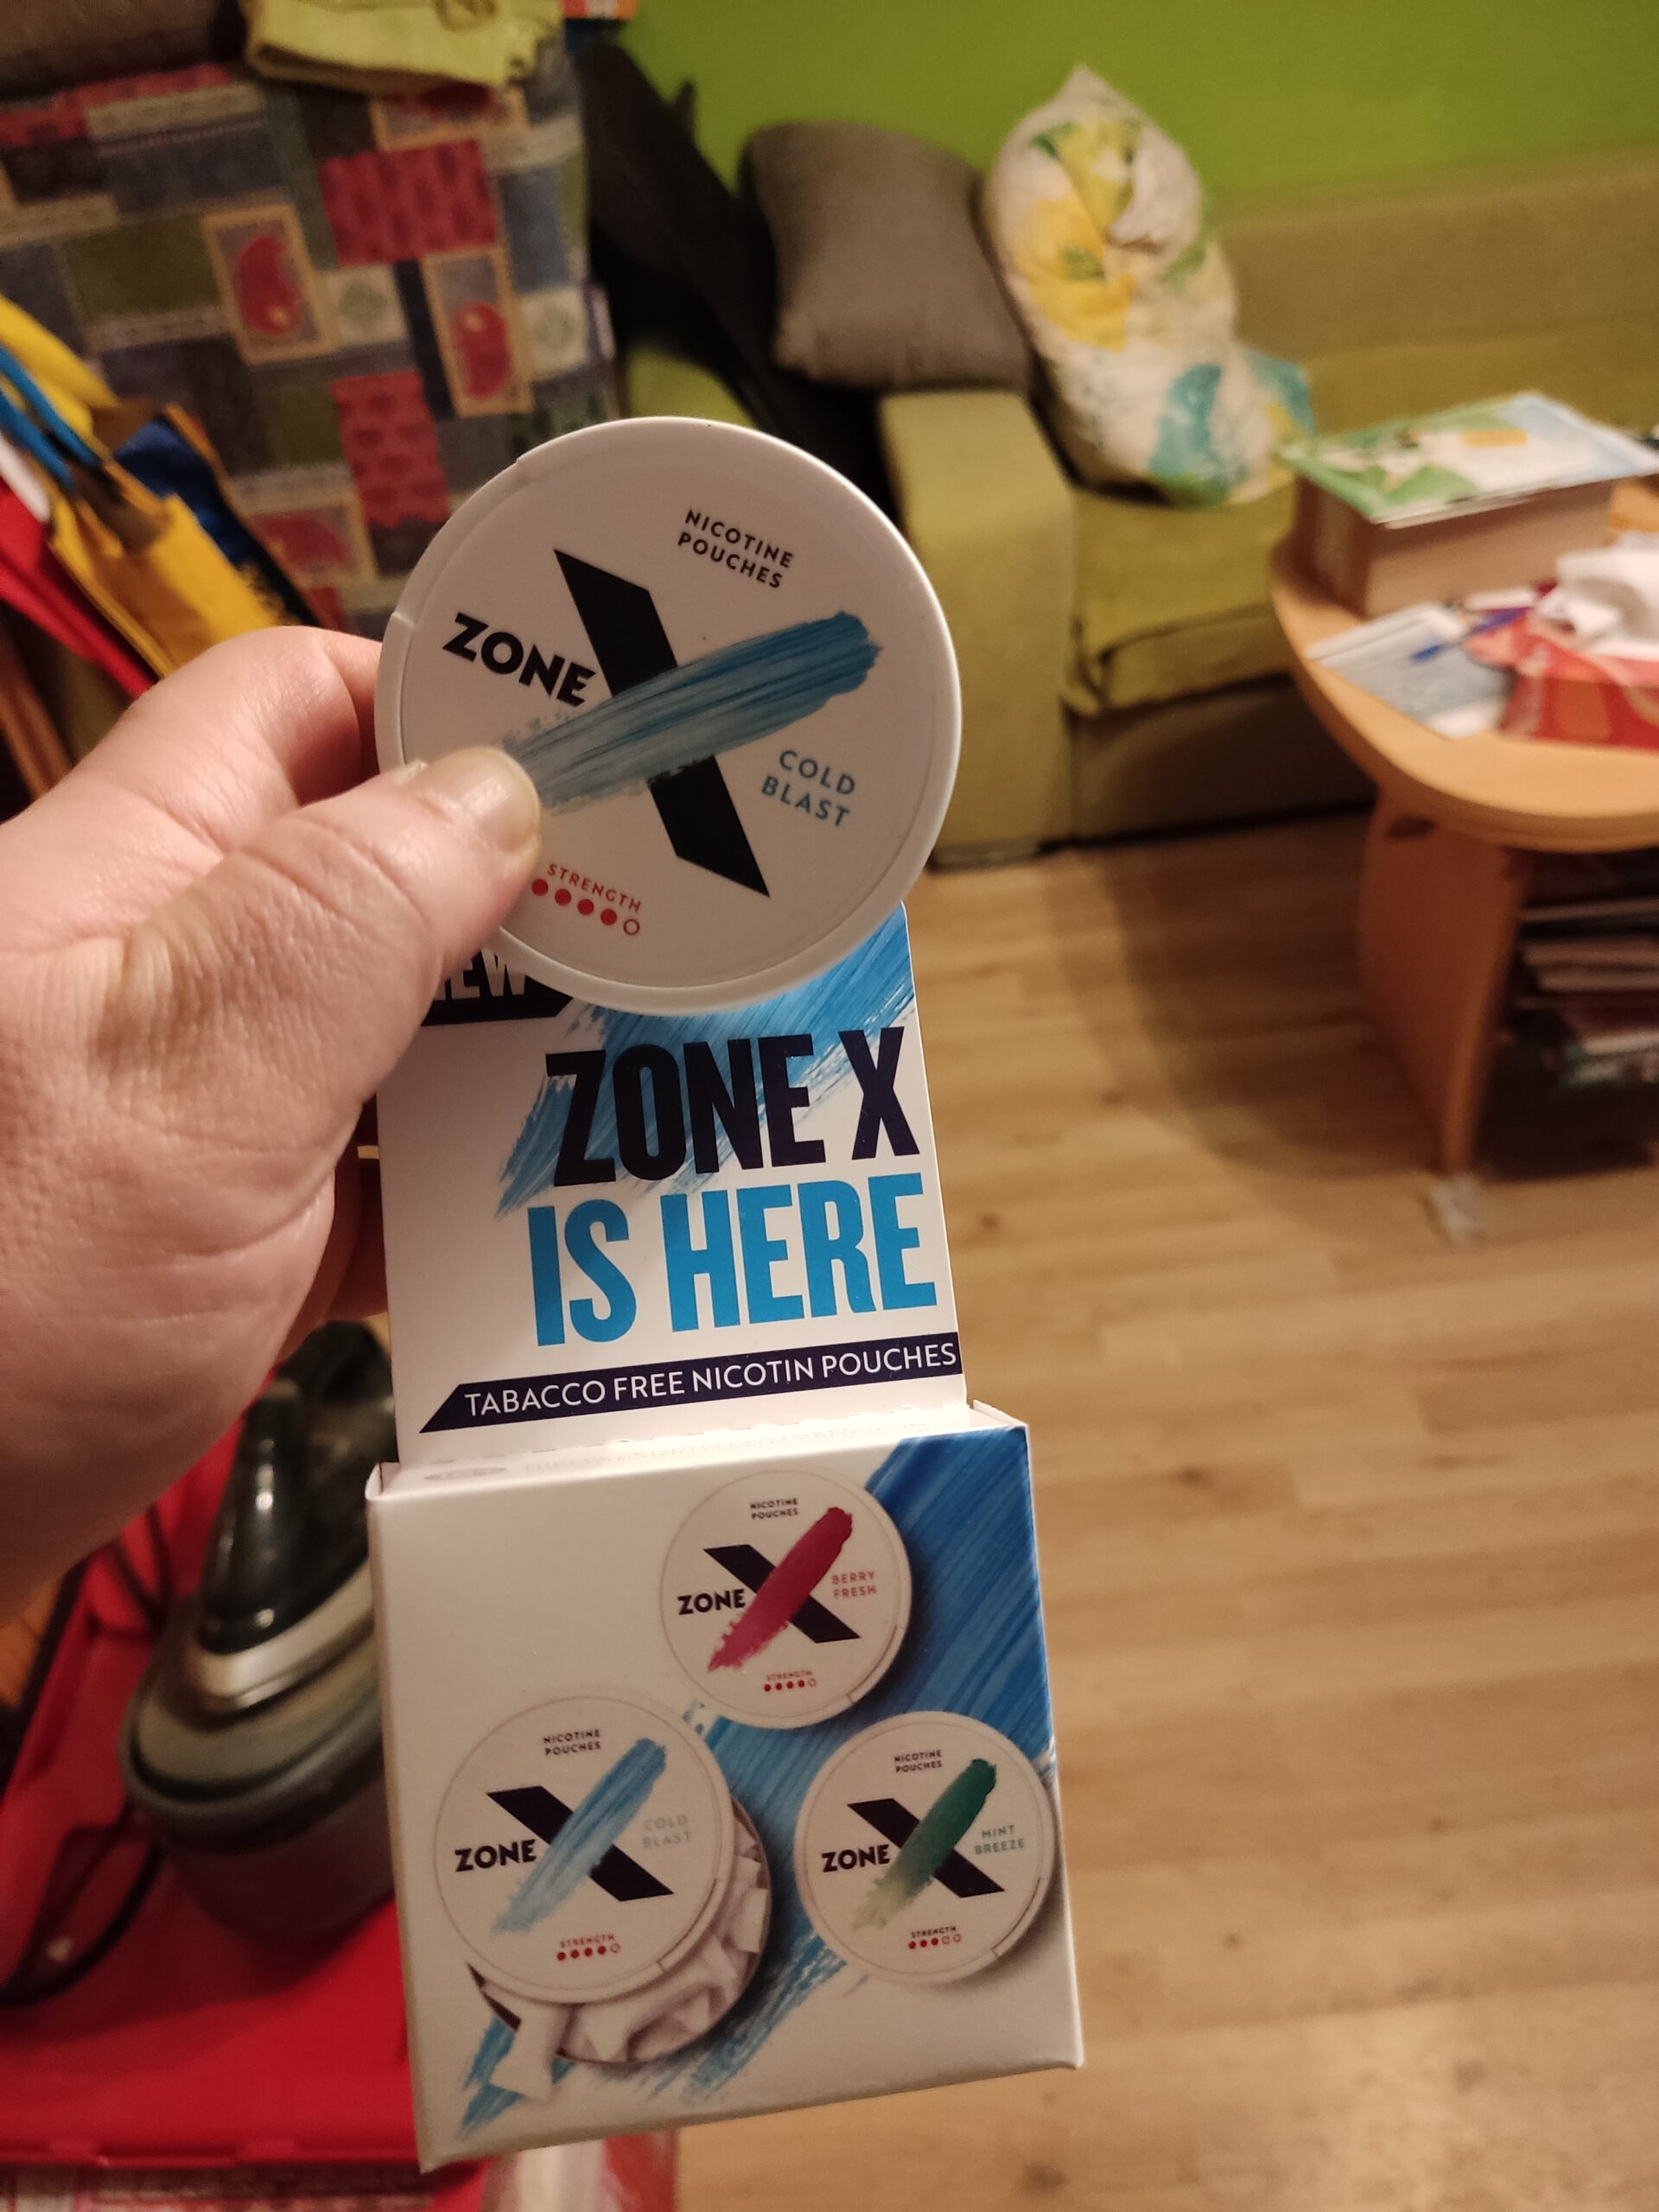 NICOTINE
POUCHES
ZONE X
COLD
BLAST
STRENGTH
ZONE X
IS HERE
TABACCO FREE NICOTIN POUCHES
NICOTINE
POUCHES
ZONE X
BERRY
FRESH
STRENGTH
NICOTINE
POUCHES
ZONE X
COLD
BLAST
STRENGTH
NICOTINE
POUCHES
ZONE X
MINT
BREEZE
STRENGTH